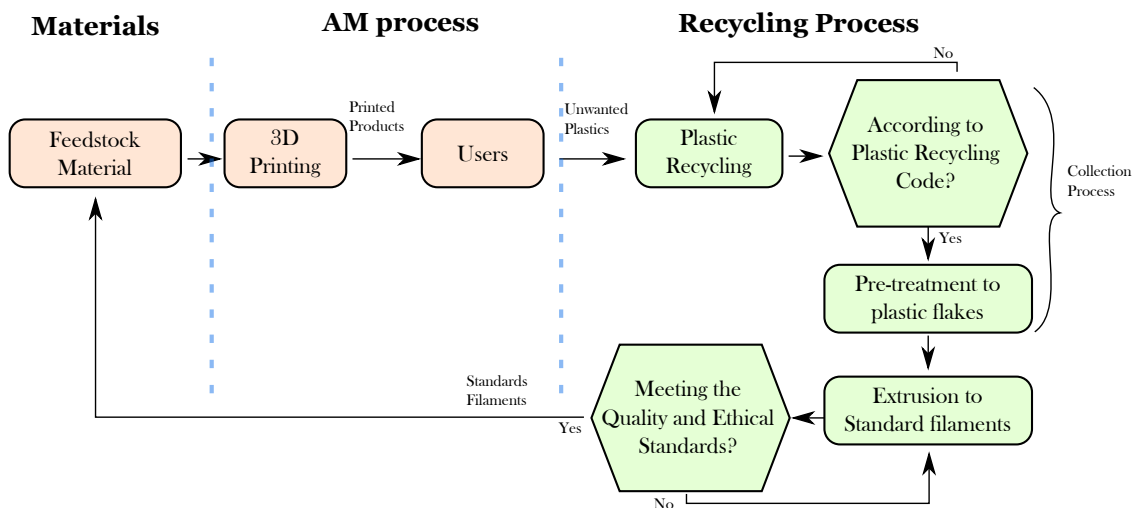 Materials
AM process
Recycling Process
No
Printed
Products
Unwanted
Plastics
Feedstock
Material
3D
Printing
Users
Plastic
Recycling
According to
Plastic Recycling
Code?
Collection
Process
Yes
Pre-treatment to
plastic flakes
Standards
Filaments
Meeting the
Quality and Ethical
Standards?
Extrusion to
Standard filaments
Yes
No